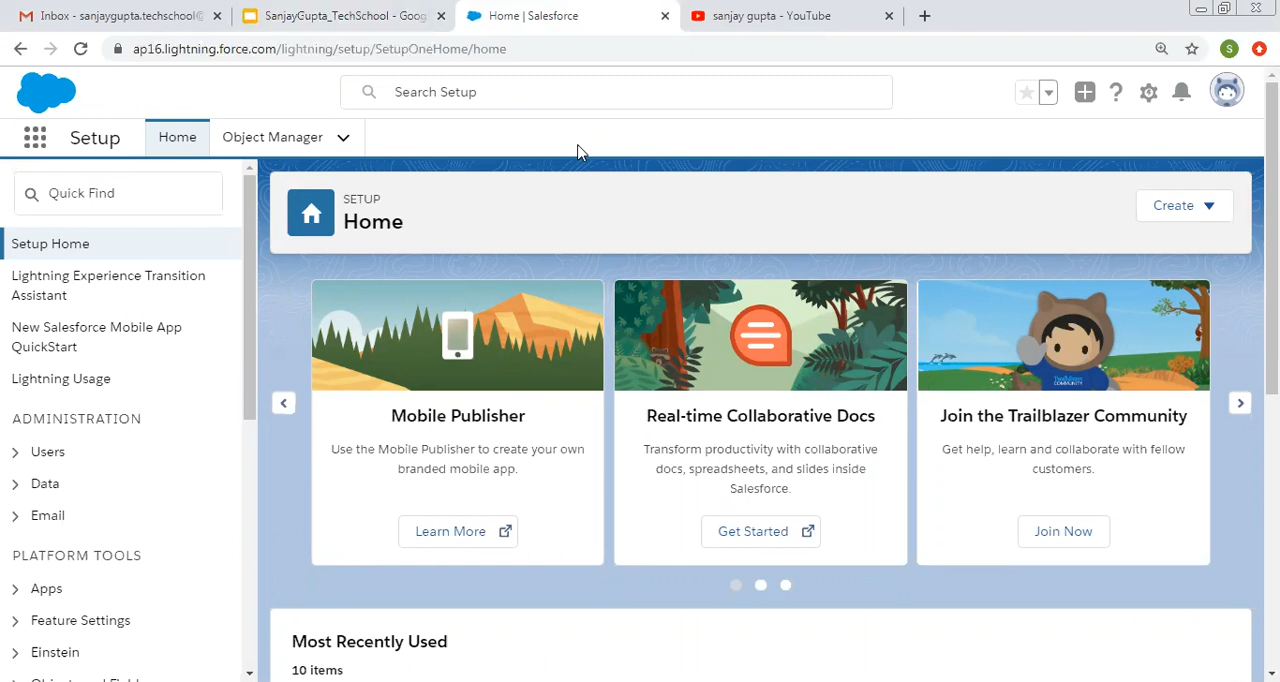 Inbox - sanjaygupta.techschool@
SanjayGupta_TechSchool - Goog
Home | Salesforce
sanjay gupta - YouTube
ap16.lightning.force.com/lightning/setup/SetupOneHome/home
S
Search Setup
Setup
Home
Object Manager
Quick Find
Setup Home
Lightning Experience Transition
Assistant
New Salesforce Mobile App
QuickStart
Lightning Usage
ADMINISTRATION
Users
Data
Email
PLATFORM TOOLS
Apps
Feature Settings
Einstein
SETUP
Home
Create
Mobile Publisher
Use the Mobile Publisher to create your own
branded mobile app.
Learn More
Real-time Collaborative Docs
Transform productivity with collaborative
docs, spreadsheets, and slides inside
Salesforce.
Get Started
TRAILBLAZER
COMMUNITY
Join the Trailblazer Community
Get help, learn and collaborate with fellow
customers.
Join Now
Most Recently Used
10 items